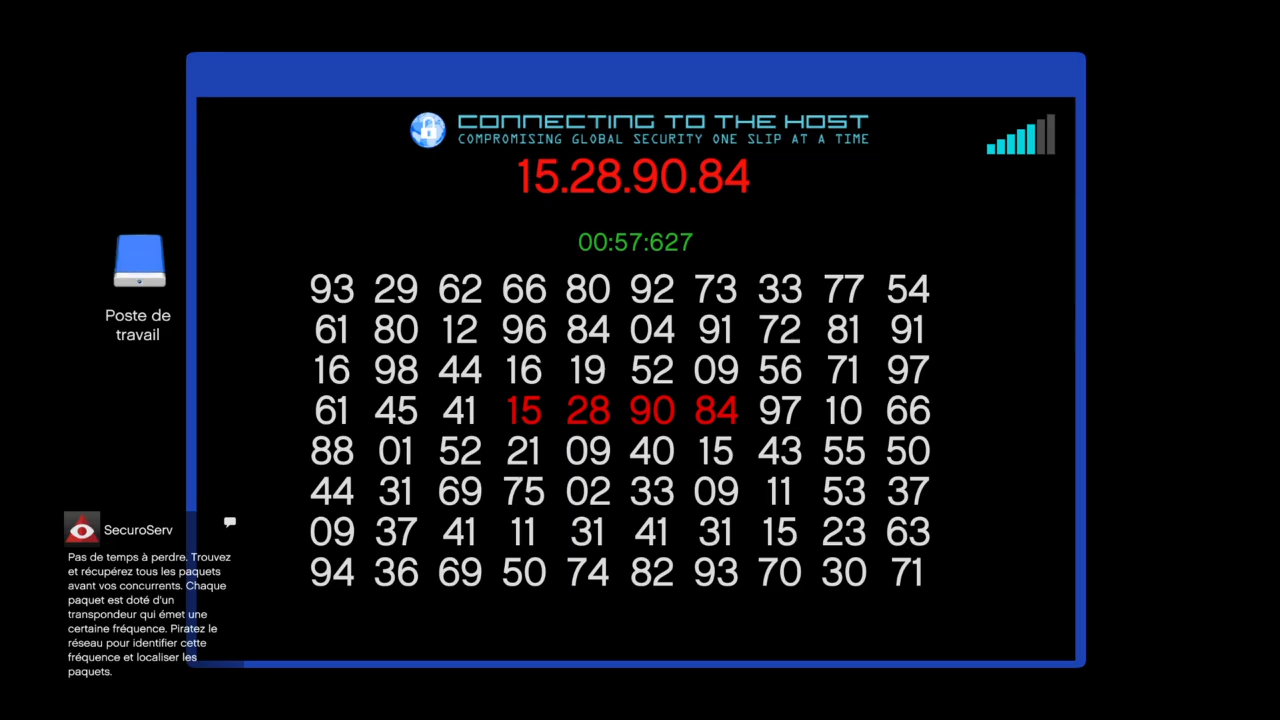 CONNECTING TO THE HOST
COMPROMISING GLOBAL SECURITY ONE SLIP AT A TIME
15.28.90.84
00:57:627
93 29 62 66 80 92 73 33 77 54
61 80 12 96 84 04 91 72 81 91
16 98 44 16 19 52 09 56 71 97
61 45 41 15 28 90 84 97 10 66
88 01 52 21 09 40 15 43 55 50
44 31 69 75 02 33 09 11 53 37
09 37 41 11 31 41 31 15 23 63
94 36 69 50 74 82 93 70 30 71
Poste de
travail
SecuroServ
Pas de temps à perdre. Trouvez
et récupérez tous les paquets
avant vos concurrents. Chaque
paquet est doté d'un
transpondeur qui émet une
certaine fréquence. Piratez le
réseau pour identifier cette
fréquence et localiser les
paquets.